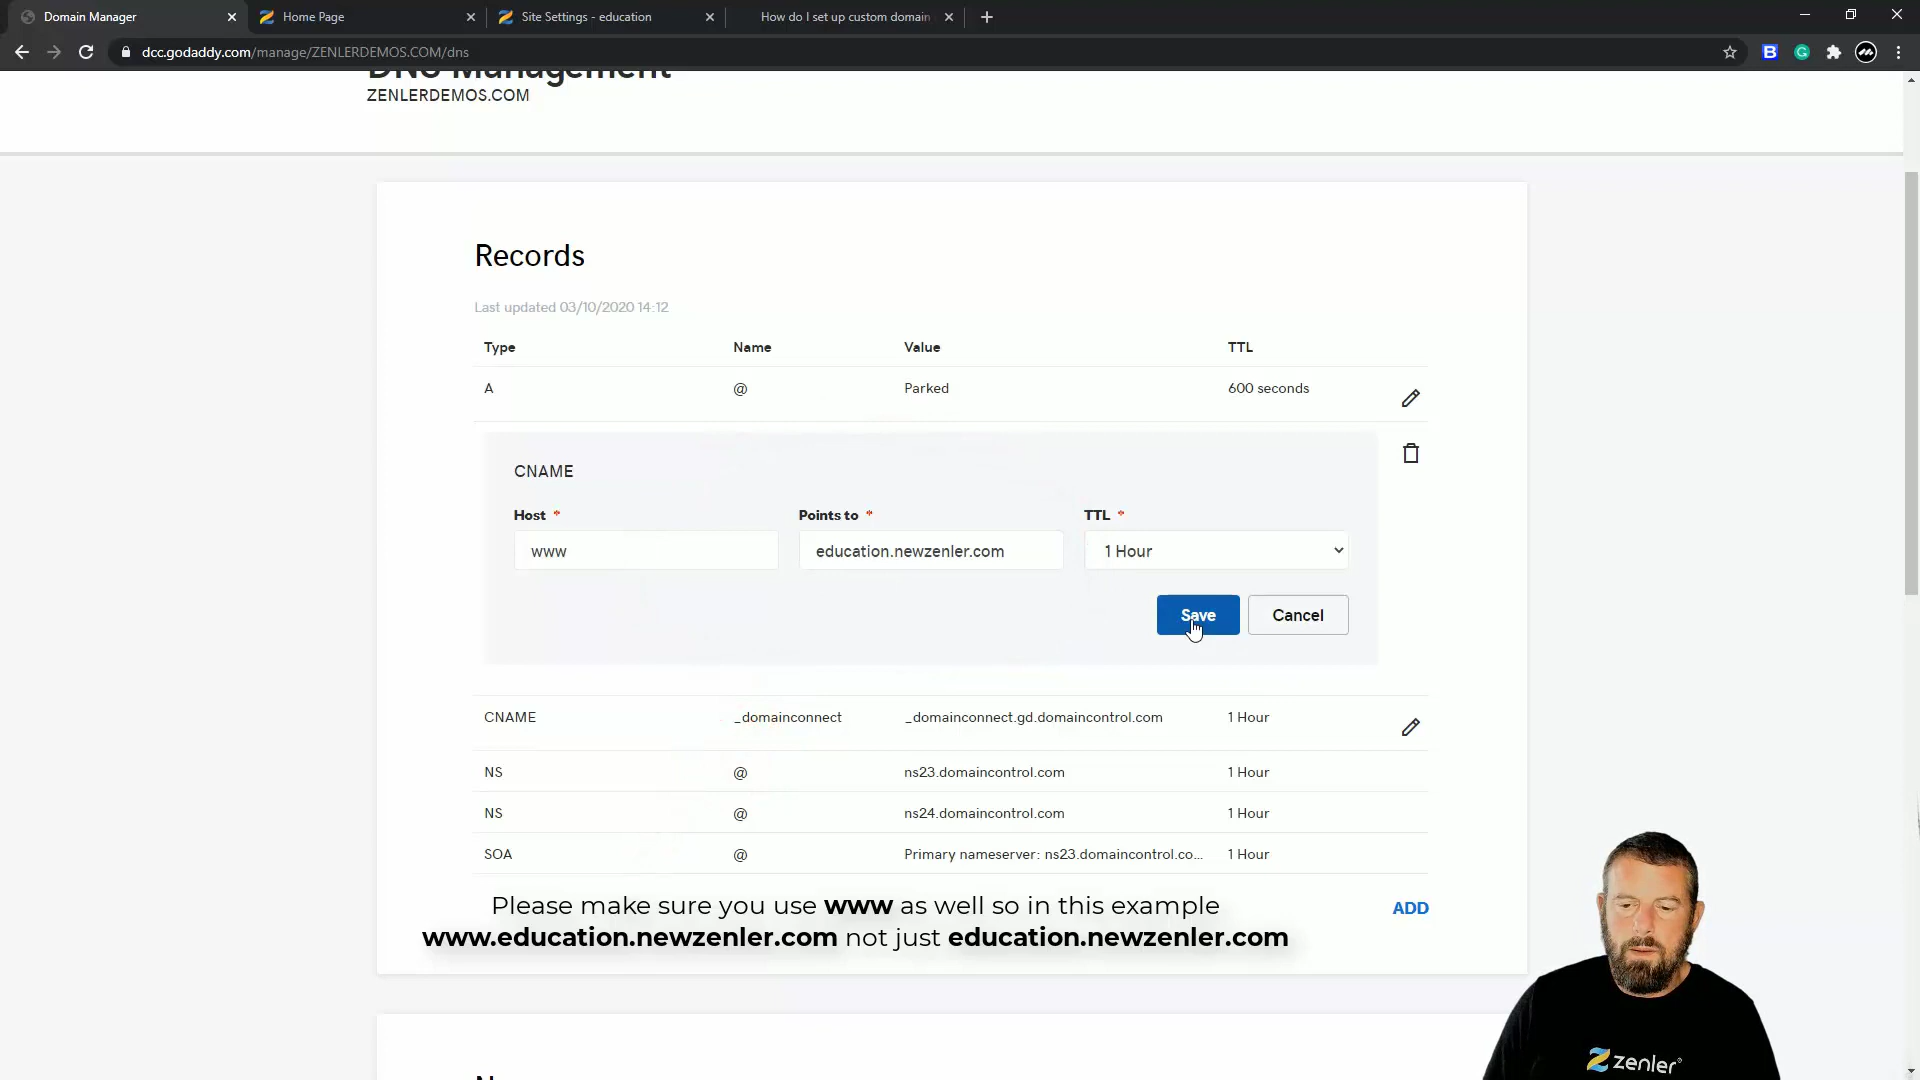 Domain Manager
Home Page
Site Settings - education
How do I set up custom domain
dcc.godaddy.com/manage/ZENLERDEMOS.COM/dns
DNS Management
ZENLERDEMOS.COM
Records
Last updated 03/10/2020 14:12
Type Name Value TTL
A @ Parked 600 seconds
CNAME
Host * Points to * TTL *
www education.newzenler.com 1 Hour
Save Cancel
CNAME _domainconnect _domainconnect.gd.domaincontrol.com 1 Hour
NS @ ns23.domaincontrol.com 1 Hour
NS @ ns24.domaincontrol.com 1 Hour
SOA @ Primary nameserver: ns23.domaincontrol.co... 1 Hour
Please make sure you use www as well so in this example
www.education.newzenler.com not just education.newzenler.com
ADD
zenler